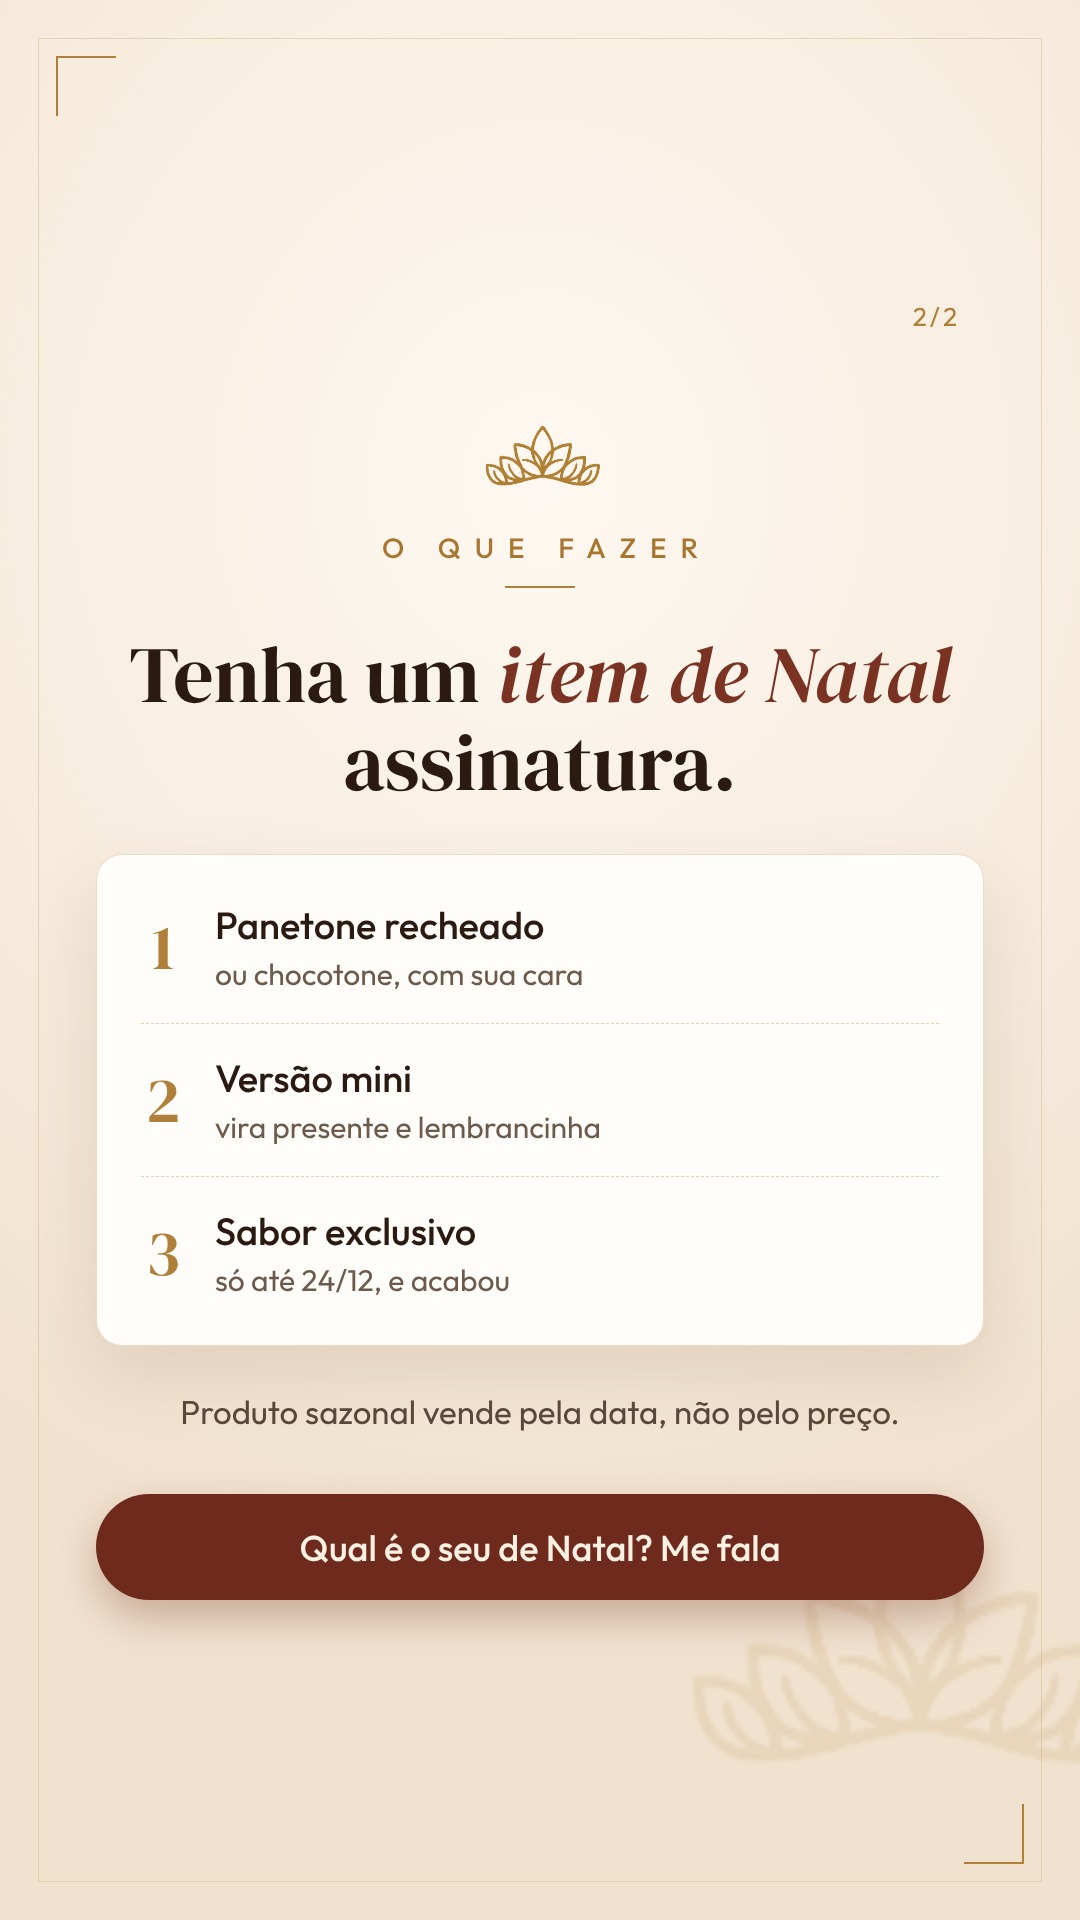 2/2
O QUE FAZER
Tenha um item de Natal
assinatura.
1
Panetone recheado
ou chocotone, com sua cara
2
Versão mini
vira presente e lembrancinha
3
Sabor exclusivo
só até 24/12, e acabou
Produto sazonal vende pela data, não pelo preço.
Qual é o seu de Natal? Me fala